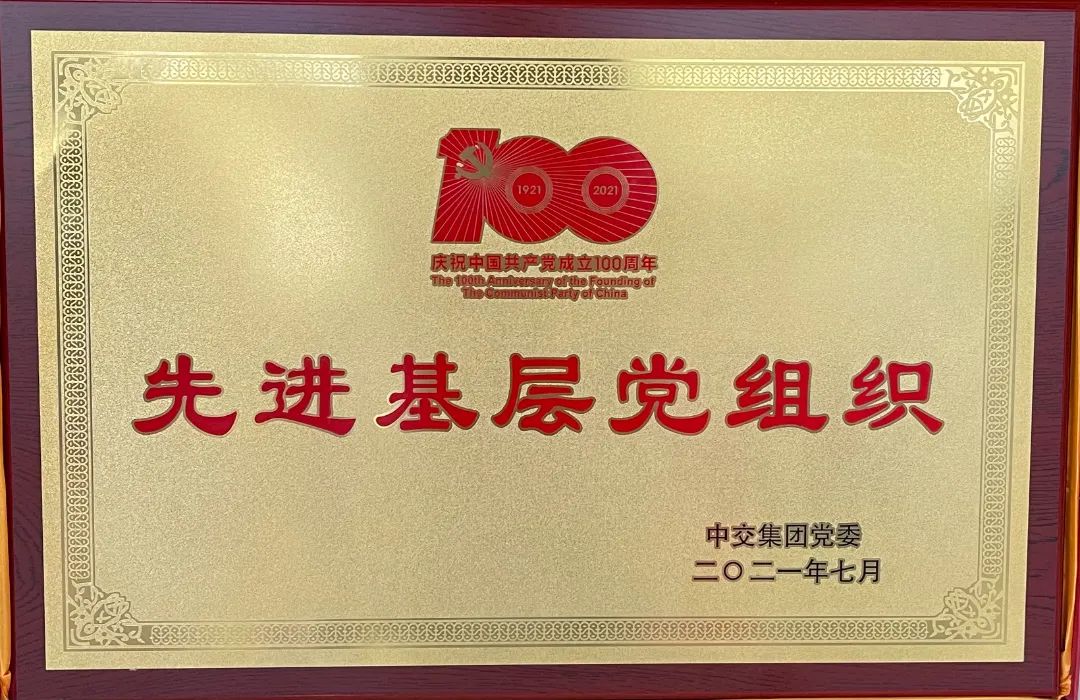 100
1921
2021
庆祝中国共产党成立100周年
The 100th Anniversary of the Founding of
The Communist Party of China
先进基层党组织
中交集团党委
二〇二一年七月